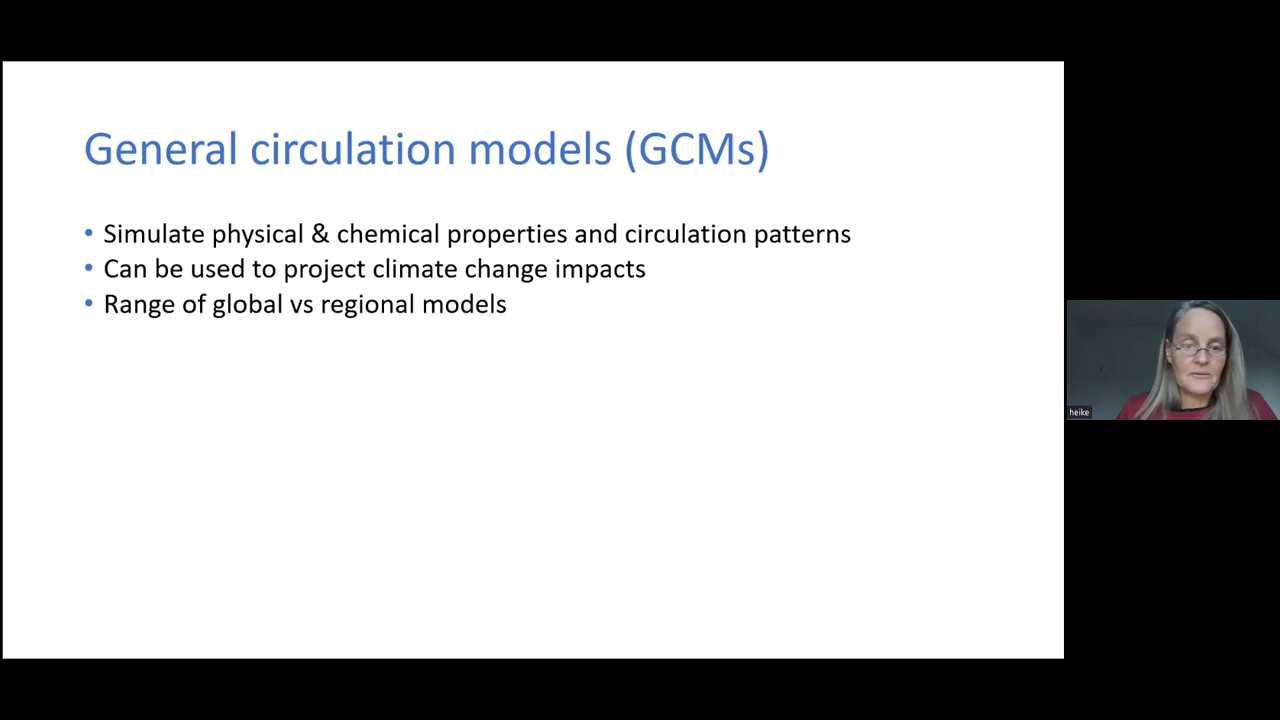 General circulation models (GCMs)
• Simulate physical & chemical properties and circulation patterns
• Can be used to project climate change impacts
• Range of global vs regional models
heike